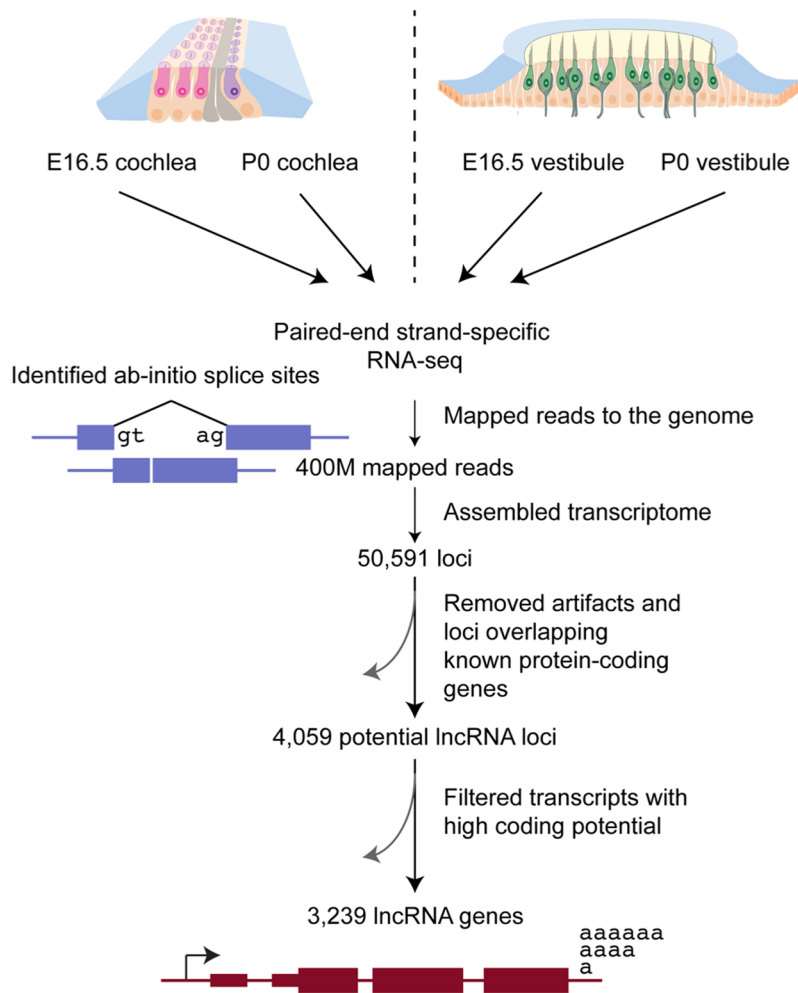 E16.5 cochlea
P0 cochlea
E16.5 vestibule
P0 vestibule
Paired-end strand-specific
RNA-seq
Identified ab-initio splice sites
gt
ag
Mapped reads to the genome
400M mapped reads
Assembled transcriptome
50,591 loci
Removed artifacts and
loci overlapping
known protein-coding
genes
4,059 potential lncRNA loci
Filtered transcripts with
high coding potential
3,239 lncRNA genes
aaaaaa
aaaa
a